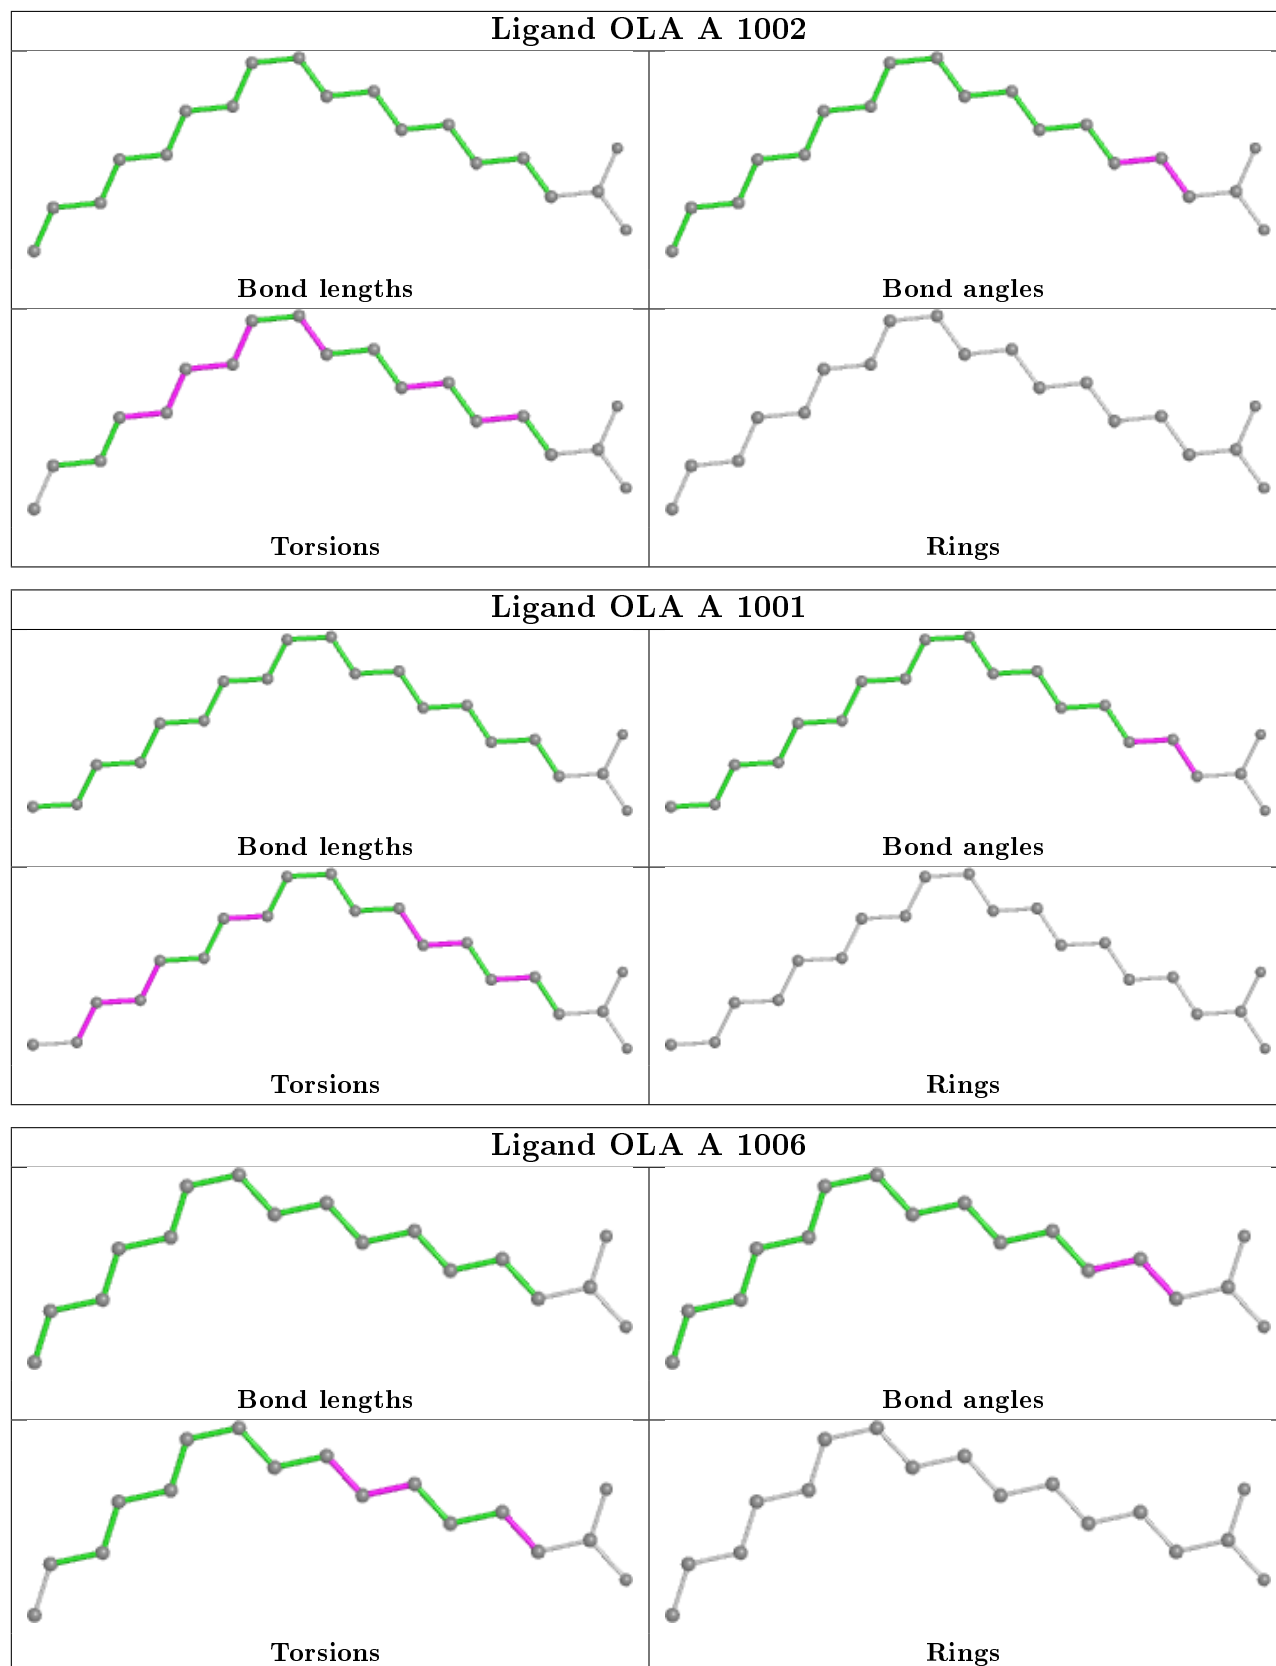 Ligand OLA A 1002
Bond lengths
Bond angles
Torsions
Rings
Ligand OLA A 1001
Bond lengths
Bond angles
Torsions
Rings
Ligand OLA A 1006
Bond lengths
Bond angles
Torsions
Rings